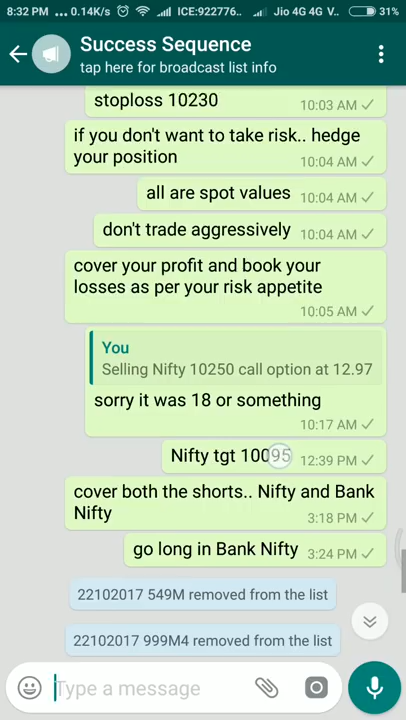 8:32 PM ... 0.14K/s ICE:922776.. Jio 4G 4G V.. 31%
Success Sequence
tap here for broadcast list info
stoploss 10230
10:03 AM
if you don't want to take risk.. hedge
your position
10:04 AM
all are spot values
10:04 AM
don't trade aggressively
10:04 AM
cover your profit and book your
losses as per your risk appetite
10:05 AM
You
Selling Nifty 10250 call option at 12.97
sorry it was 18 or something
10:17 AM
Nifty tgt 10095
12:39 PM
cover both the shorts.. Nifty and Bank
Nifty
3:18 PM
go long in Bank Nifty
3:24 PM
22102017 549M removed from the list
22102017 999M4 removed from the list
Type a message